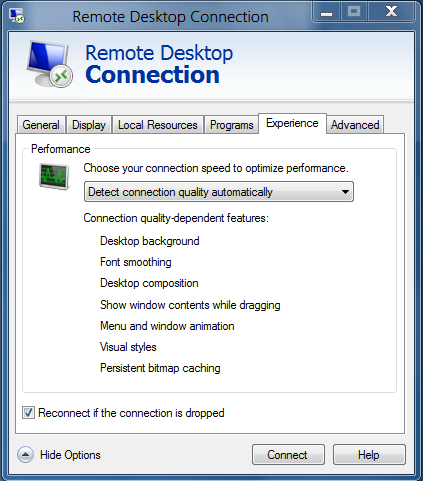 Remote Desktop Connection
Remote Desktop
Connection
General Display Local Resources Programs Experience Advanced
Performance
Choose your connection speed to optimize performance.
Detect connection quality automatically
Connection quality-dependent features:
Desktop background
Font smoothing
Desktop composition
Show window contents while dragging
Menu and window animation
Visual styles
Persistent bitmap caching
Reconnect if the connection is dropped
Hide Options Connect Help